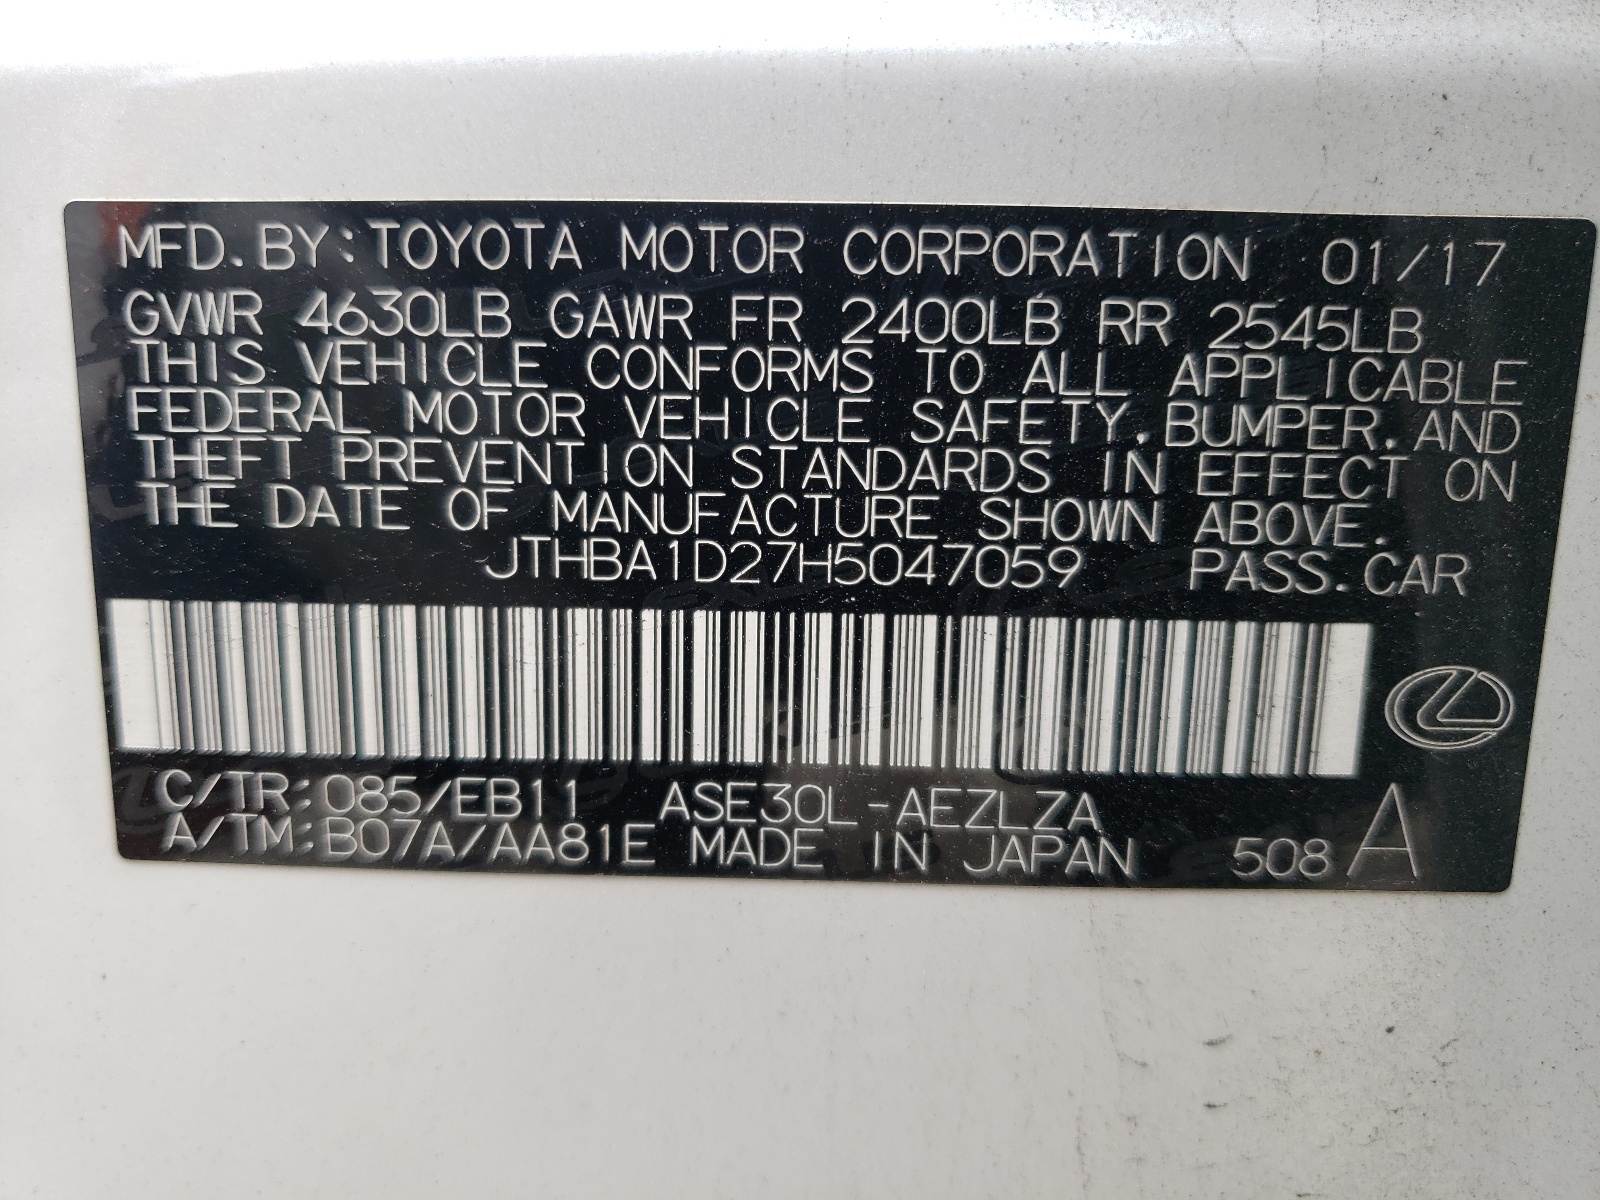 MFD. BY: TOYOTA MOTOR CORPORATION 01/17
GVWR 4630LB GAWR FR 2400LB RR 2545LB
THIS VEHICLE CONFORMS TO ALL APPLICABLE
FEDERAL MOTOR VEHICLE SAFETY. BUMPER. AND
THEFT PREVENTION STANDARDS IN EFFECT ON
THE DATE OF MANUFACTURE SHOWN ABOVE.
JTHBA1D27H5047059 PASS. CAR
C/TR: 085/EB11 ASE30L-AEZLZA
A/TM: B07A/AA81E MADE IN JAPAN 508 A